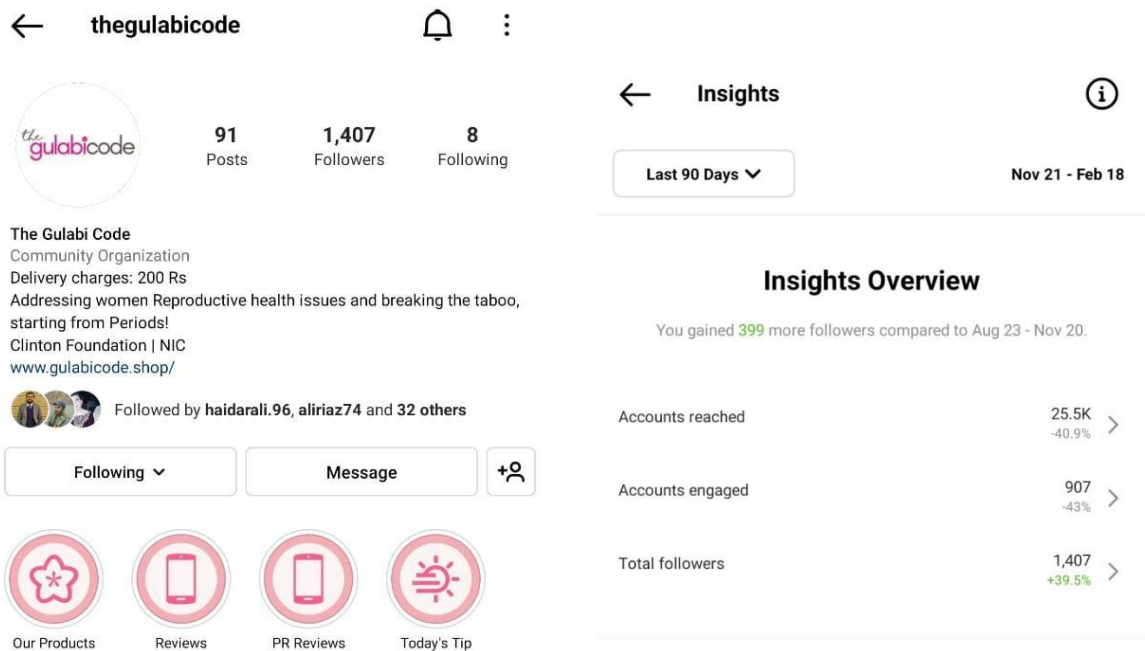 thegulabicode
the
gulabicode
91
Posts
1,407
Followers
8
Following
The Gulabi Code
Community Organization
Delivery charges: 200 Rs
Addressing women Reproductive health issues and breaking the taboo,
starting from Periods!
Clinton Foundation | NIC
www.gulabicode.shop/
Followed by haidarali.96, aliriaz74 and 32 others
Following
Message
Our Products
Reviews
PR Reviews
Today's Tip
Insights
Last 90 Days
Nov 21 - Feb 18
Insights Overview
You gained 399 more followers compared to Aug 23 - Nov 20.
Accounts reached
25.5K
-40.9%
Accounts engaged
907
-43%
Total followers
1,407
+39.5%